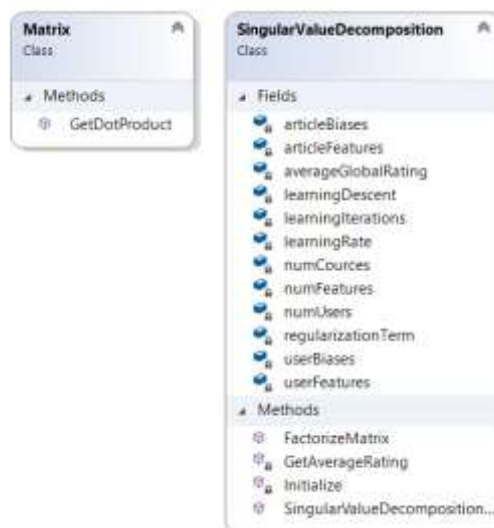 Matrix
Class
Methods
GetDotProduct
SingularValueDecomposition
Class
Fields
articleBiases
articleFeatures
averageGlobalRating
learningDescent
learningIterations
learningRate
numCources
numFeatures
numUsers
regularizationTerm
userBiases
userFeatures
Methods
FactorizeMatrix
GetAverageRating
Initialize
SingularValueDecomposition...